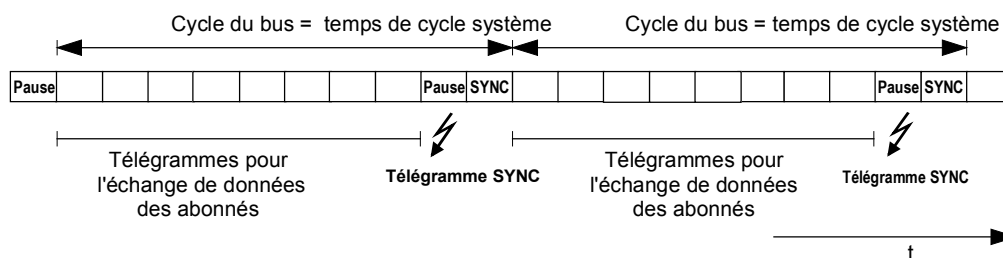 Cycle du bus =  temps de cycle système
Cycle du bus = temps de cycle système
Pause
Pause
SYNC
Pause
SYNC
Télégrammes pour
l'échange de données
des abonnés
Télégramme SYNC
Télégrammes pour
l'échange de données
des abonnés
Télégramme SYNC
t